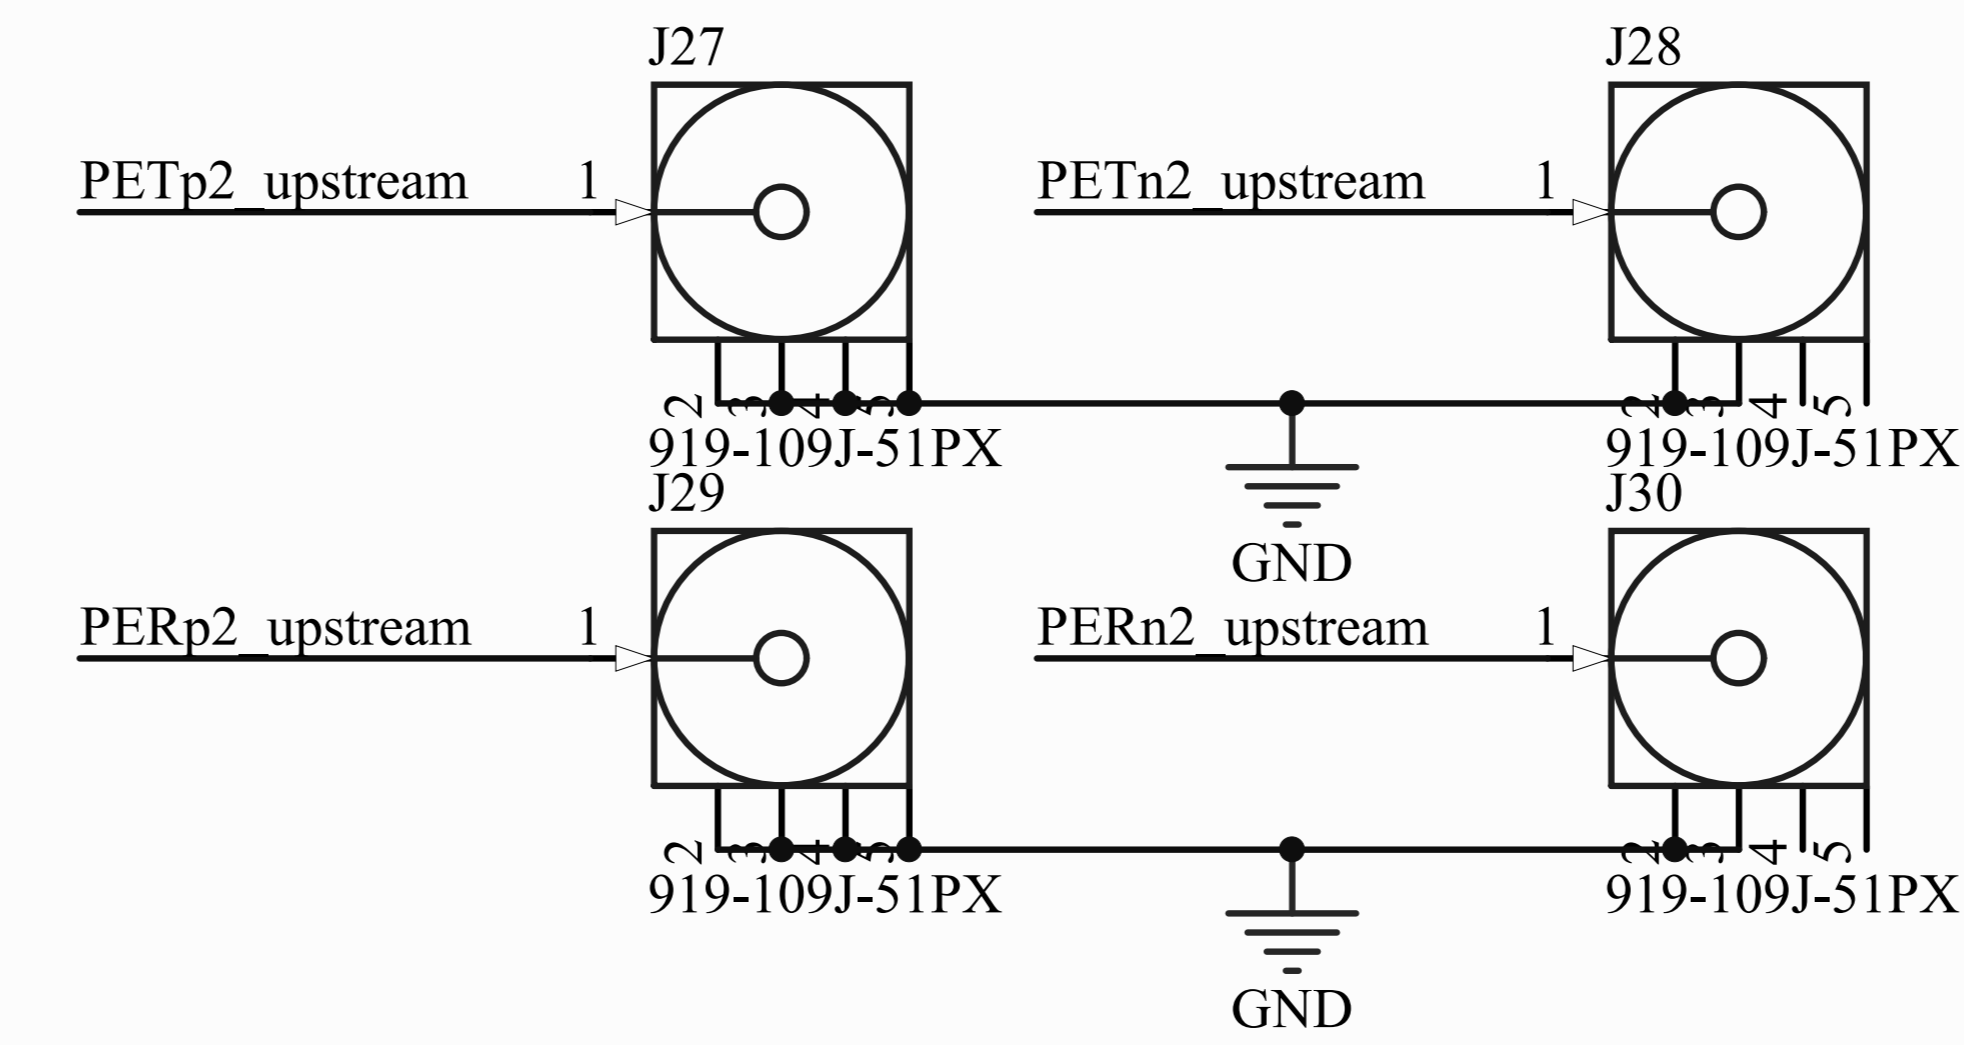 J27
J28
PETp2_upstream 1
PETn2_upstream 1
2 3 4 5
2 3 4 5
919-109J-51PX
919-109J-51PX
J29
J30
GND
PERp2_upstream 1
PERn2_upstream 1
2 3 4 5
2 3 4 5
919-109J-51PX
919-109J-51PX
GND